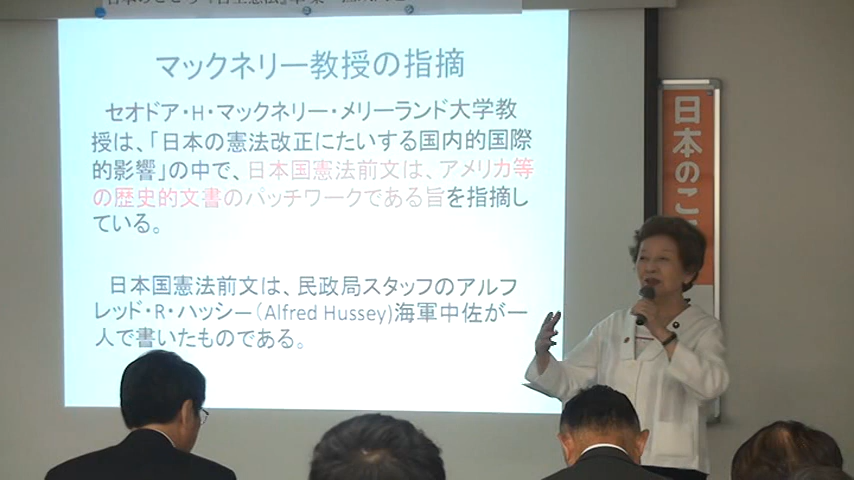 マックネリー教授の指摘
セオドア・H・マックネリー・メリーランド大学教
授は、「日本の憲法改正にたいする国内的国際
的影響」の中で、日本国憲法前文は、アメリカ等
の歴史的文書のパッチワークである旨を指摘し
ている。
日本国憲法前文は、民政局スタッフのアルフ
レッド・R・ハッシー（Alfred Hussey)海軍中佐が一
人で書いたものである。
日本のこ